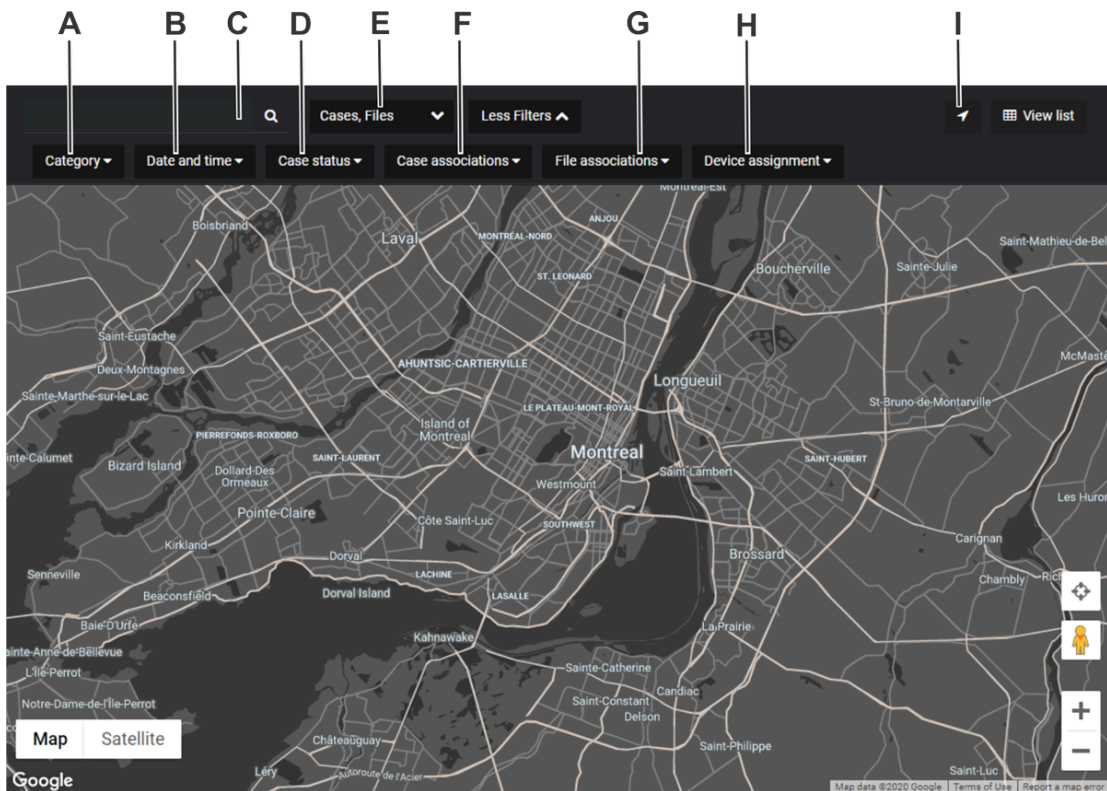 A B C D E F G H I
Cases, Files
Less Filters
View list
Category
Date and time
Case status
Case associations
File associations
Device assignment
Montréal-Est
Boisbriand
ANJOU
Laval
MONTRÉAL-NORD
Saint-Mathieu-de-Bel
Boucherville
Sainte-Julie
ST. LEONARD
Saint-Eustache
McMaste
Deux-Montagnes
AHUNTSIC-CARTIERVILLE
Longueuil
Sainte-Marthe-sur-le-Lac
St-Bruno-de-Montarville
LE PLATEAU-MONT-ROYAL
Island of
Montreal
PIERREFONDS-ROXBORO
Montreal
inte-Calumet
Bizard Island
SAINT-LAURENT
SAINT-HUBERT
Dollard-Des
Ormeaux
Saint-Lambert
Westmount
Les Huron
Pointe-Claire
Côte Saint-Luc
SOUTHWEST
Carignan
Kirkland
Dorval
Brossard
Senneville
LACHINE
Chambly
Rich
Beaconsfield
Dorval Island
LASALLE
Baie-D'Urfe
La Prairie
Kahnawake
ainte-Anne-de-Bellevue
L'Île-Perrot
Sainte-Catherine
Candiac
Notre-Dame-de-l'Île-Perrot
Saint-Constant
Delson
Map
Satellite
Châteauguay
Saint-Philippe
Léry
Autoroute de l'Acier
Saint-Luc
Google
Map data ©2020 Google
Terms of Use
Report a map error